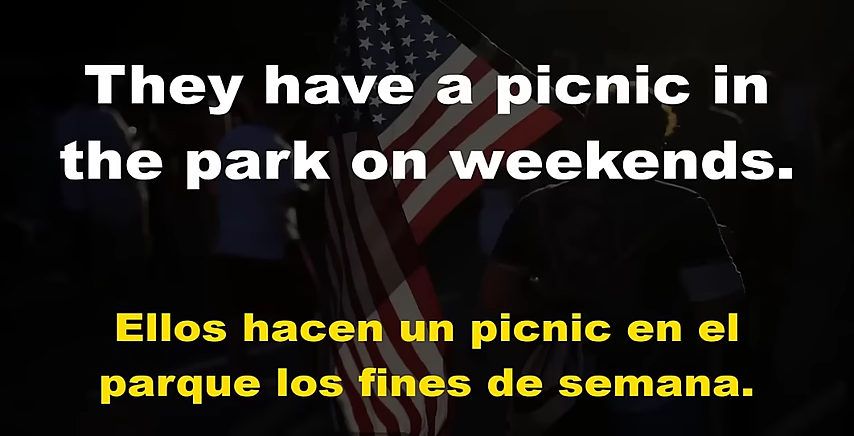 They have a picnic in
the park on weekends.
Ellos hacen un picnic en el
parque los fines de semana.